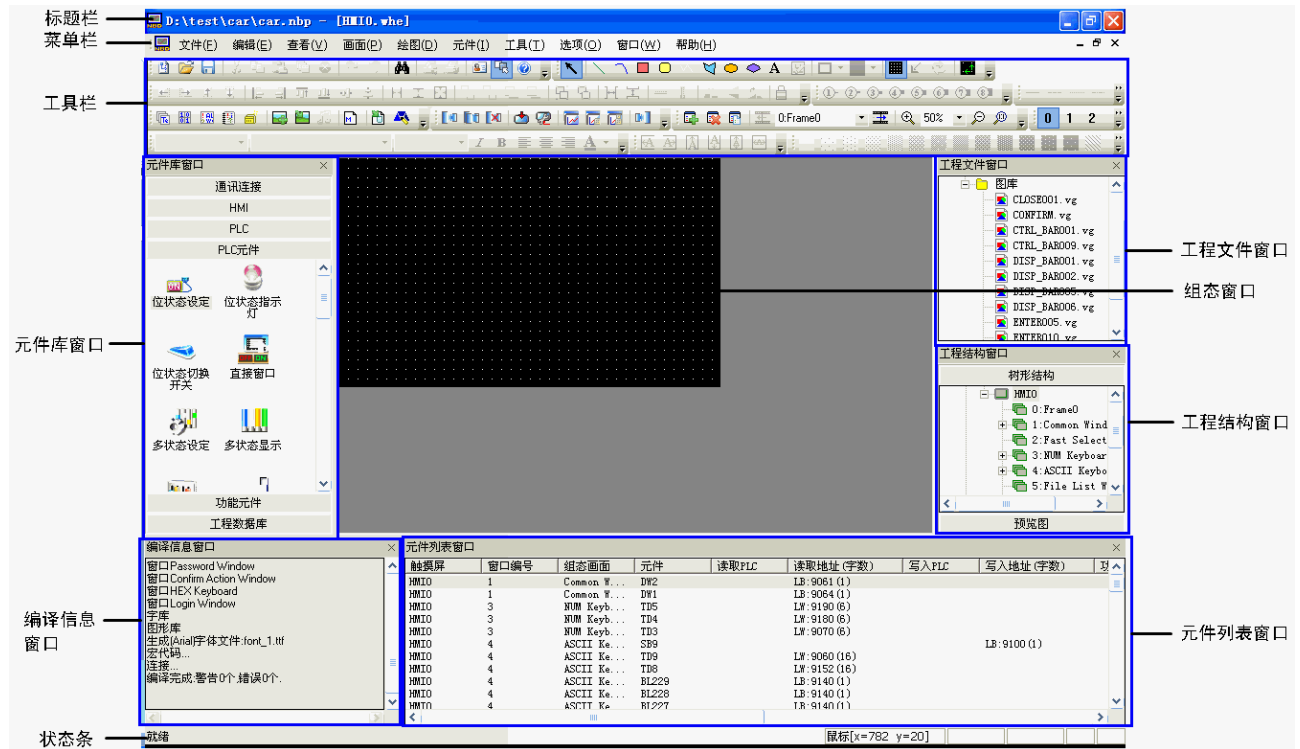 标题栏
D:\test\car\car.nbp - [HMI0.whe]
菜单栏
文件(F) 编辑(E) 查看(V) 画面(P) 绘图(D) 元件(I) 工具(T) 选项(O) 窗口(W) 帮助(H)
工具栏
A
1 2 3 4 5 6 7 8
M 0:Frame0 50% 0 1 2
I B A
元件库窗口
通讯连接
HMI
PLC
PLC元件
位状态设定
位状态指示灯
位状态切换开关
直接窗口
多状态设定
多状态显示
功能元件
工程数据库
元件库窗口
工程文件窗口
图库
CLOSE001.vg
CONFIRM.vg
CTRL_BAR001.vg
CTRL_BAR009.vg
DISP_BAR001.vg
DISP_BAR002.vg
DISP_BAR005.vg
DISP_BAR006.vg
ENTER005.vg
ENTER010.vg
工程文件窗口
组态窗口
工程结构窗口
树形结构
HMI0
0:Frame0
1:Common Wind
2:Fast Select
3:NUM Keyboar
4:ASCII Keybo
5:File List W
预览图
工程结构窗口
编译信息窗口
窗口Password Window
窗口Confirm Action Window
窗口HEX Keyboard
窗口Login Window
字库
图形库
生成(Arial)字体文件:font_1.ttf
宏代码...
连接...
编译完成:警告0个,错误0个.
编译信息
窗口
元件列表窗口
触摸屏 窗口编号 组态画面 元件 读取PLC 读取地址(字数) 写入PLC 写入地址(字数)
HMI0 1 Common W... DW2 LB:9061(1)
HMI0 1 Common W... DW1 LB:9064(1)
HMI0 3 NUM Keyb... TD5 LW:9190(6)
HMI0 3 NUM Keyb... TD4 LW:9180(6)
HMI0 3 NUM Keyb... TD3 LW:9070(6)
HMI0 4 ASCII Ke... SB9 LB:9100(1)
HMI0 4 ASCII Ke... TD9 LW:9060(16)
HMI0 4 ASCII Ke... TD8 LW:9152(16)
HMI0 4 ASCII Ke... BL229 LB:9140(1)
HMI0 4 ASCII Ke... BL228 LB:9140(1)
HMI0 4 ASCII Ke... BL227 LB:9140(1)
元件列表窗口
状态条
就绪
鼠标[x=782 y=20]